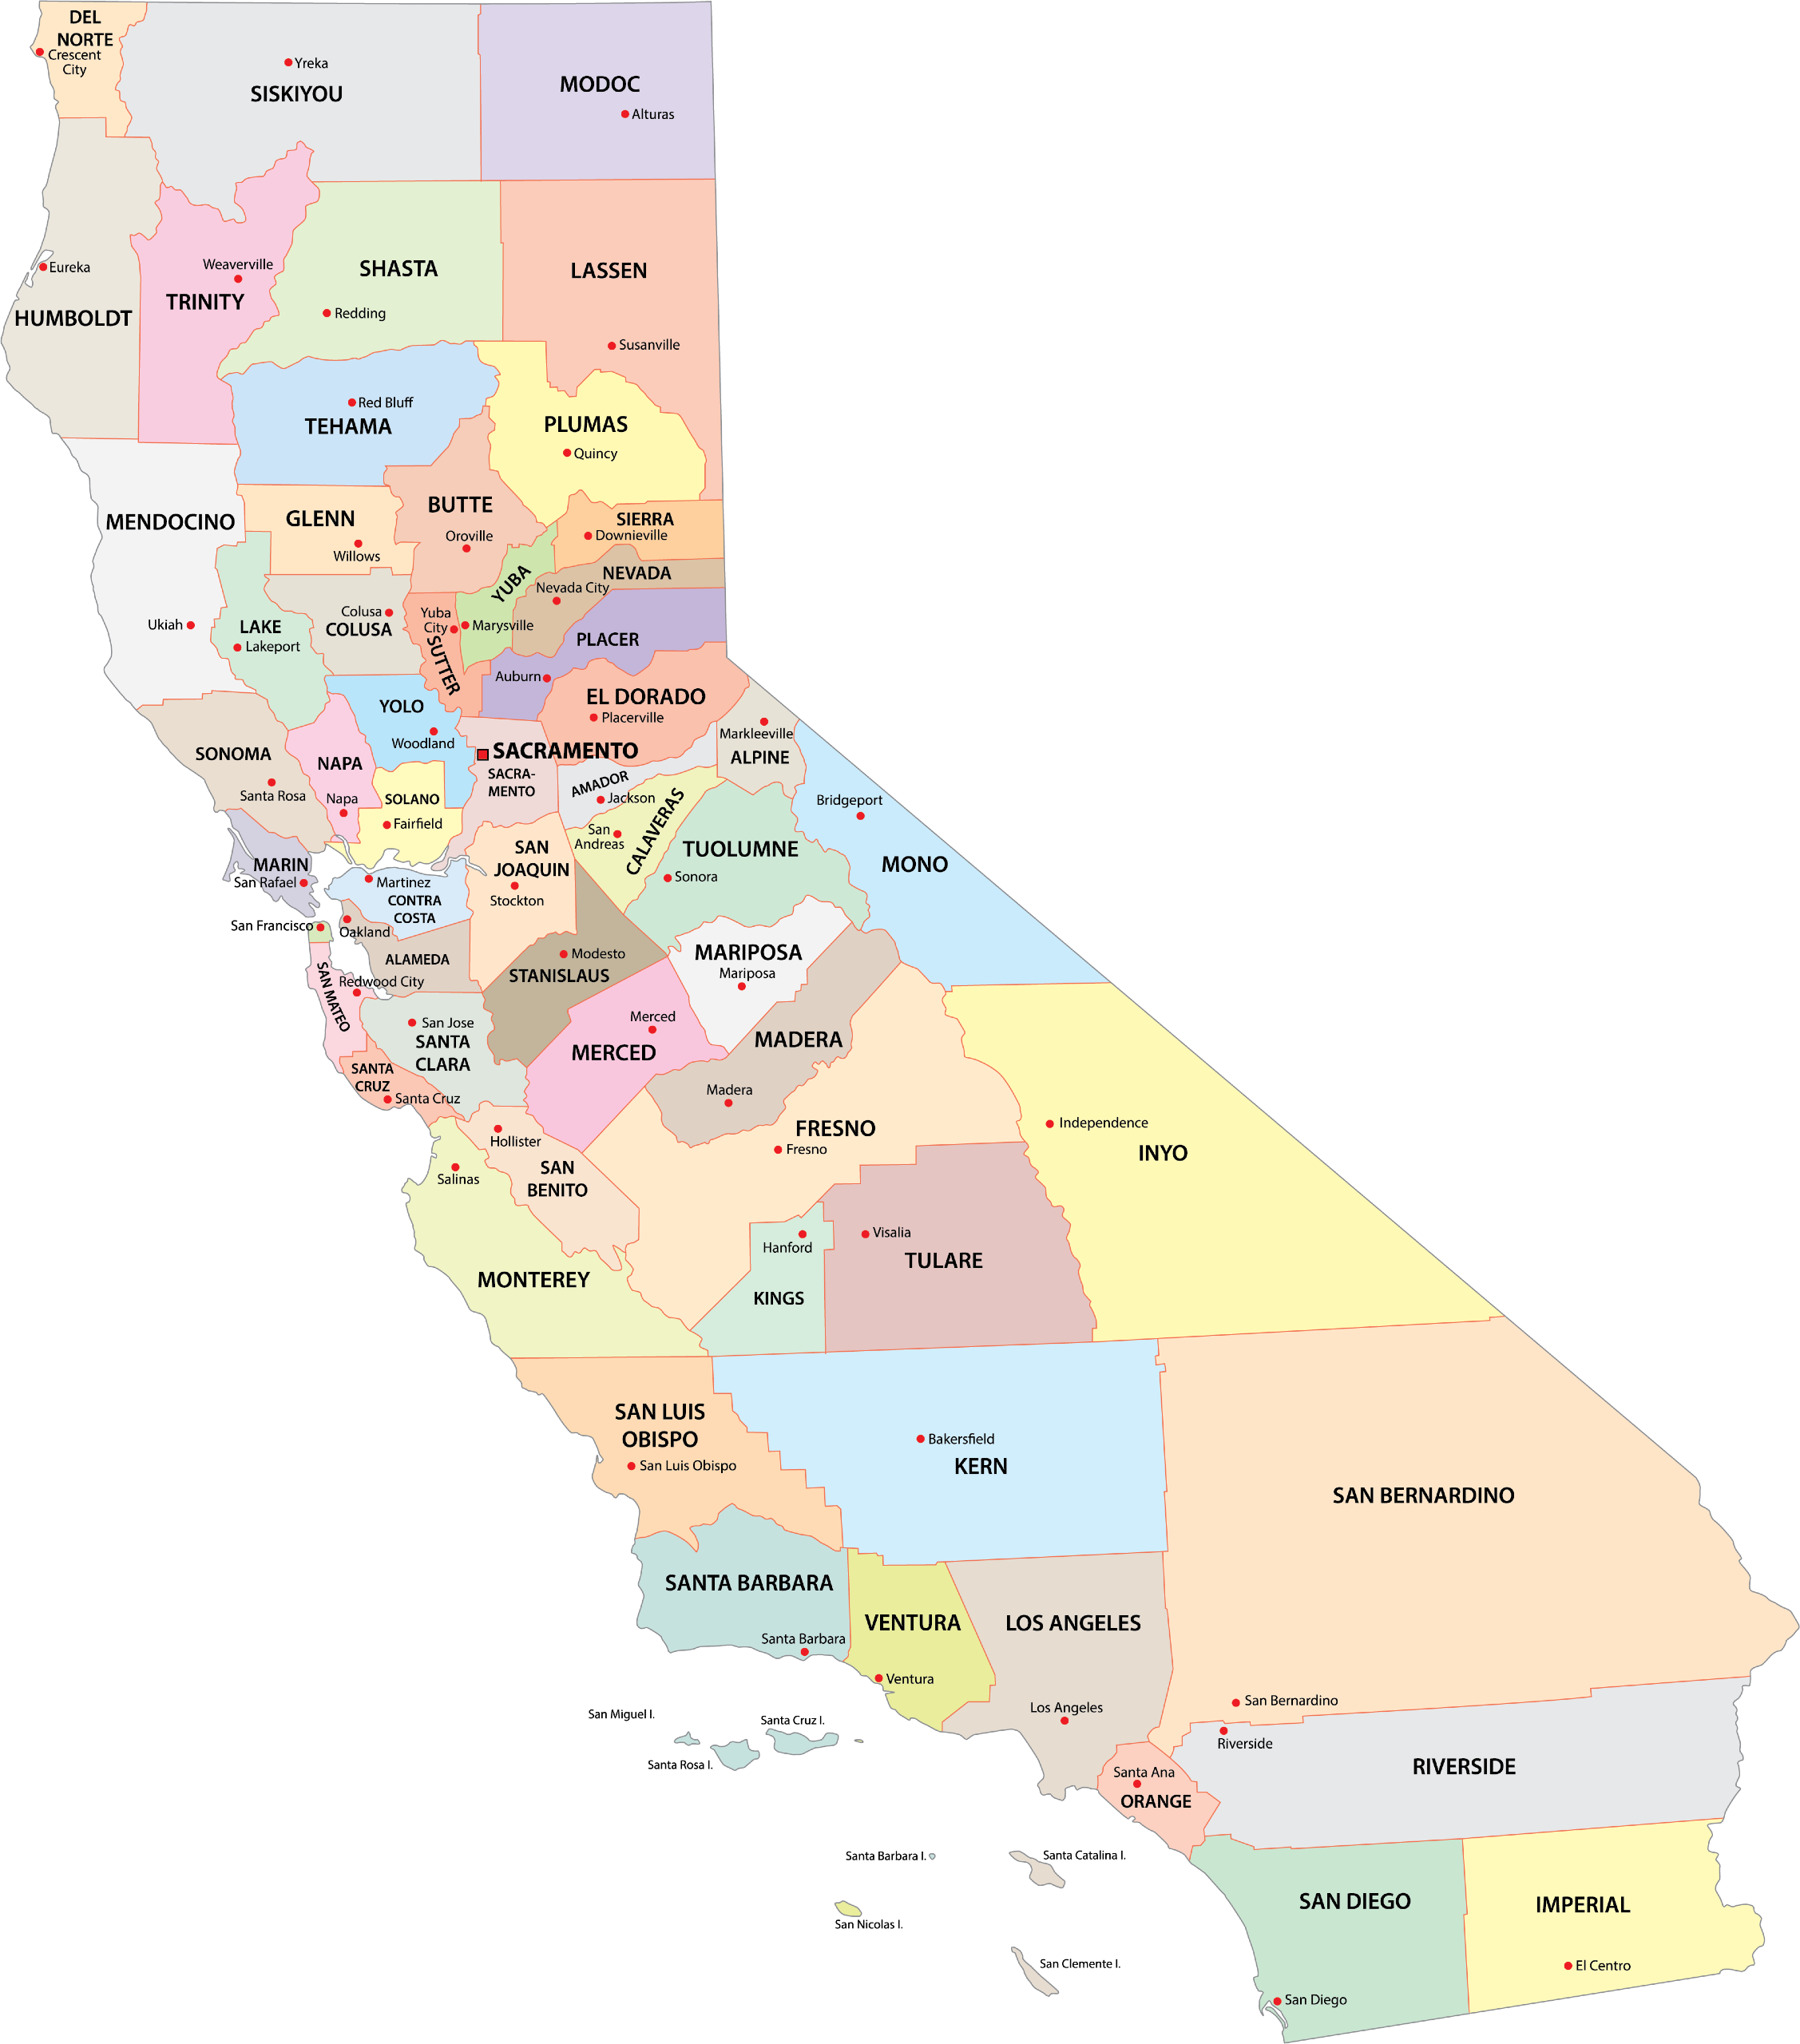 DEL
NORTE
Crescent
City
Yreka
SISKIYOU
MODOC
Alturas
Eureka
HUMBOLDT
Weaverville
TRINITY
SHASTA
Redding
LASSEN
Susanville
Red Bluff
TEHAMA
PLUMAS
Quincy
MENDOCINO
Ukiah
GLENN
Willows
BUTTE
Oroville
SIERRA
Downieville
YUBA
Marysville
NEVADA
Nevada City
LAKE
Lakeport
Colusa
COLUSA
Yuba
City
SUTTER
PLACER
Auburn
EL DORADO
Placerville
YOLO
Woodland
SONOMA
Santa Rosa
NAPA
Napa
SOLANO
Fairfield
SACRAMENTO
SACRA-
MENTO
AMADOR
Jackson
Markleeville
ALPINE
San
Andreas
CALAVERAS
TUOLUMNE
Sonora
Bridgeport
MONO
MARIN
San Rafael
Martinez
CONTRA
COSTA
SAN
JOAQUIN
Stockton
San Francisco
Oakland
ALAMEDA
Modesto
STANISLAUS
MARIPOSA
Mariposa
SAN MATEO
Redwood City
San Jose
SANTA
CLARA
Merced
MERCED
MADERA
Madera
SANTA
CRUZ
Santa Cruz
Hollister
SAN
BENITO
FRESNO
Fresno
Independence
INYO
Salinas
MONTEREY
Hanford
KINGS
Visalia
TULARE
SAN LUIS
OBISPO
San Luis Obispo
Bakersfield
KERN
SAN BERNARDINO
San Bernardino
SANTA BARBARA
Santa Barbara
VENTURA
Ventura
LOS ANGELES
Los Angeles
San Miguel I.
Santa Rosa I.
Santa Cruz I.
Riverside
RIVERSIDE
Santa Ana
ORANGE
Santa Barbara I.
Santa Catalina I.
San Nicolas I.
San Clemente I.
SAN DIEGO
San Diego
IMPERIAL
El Centro